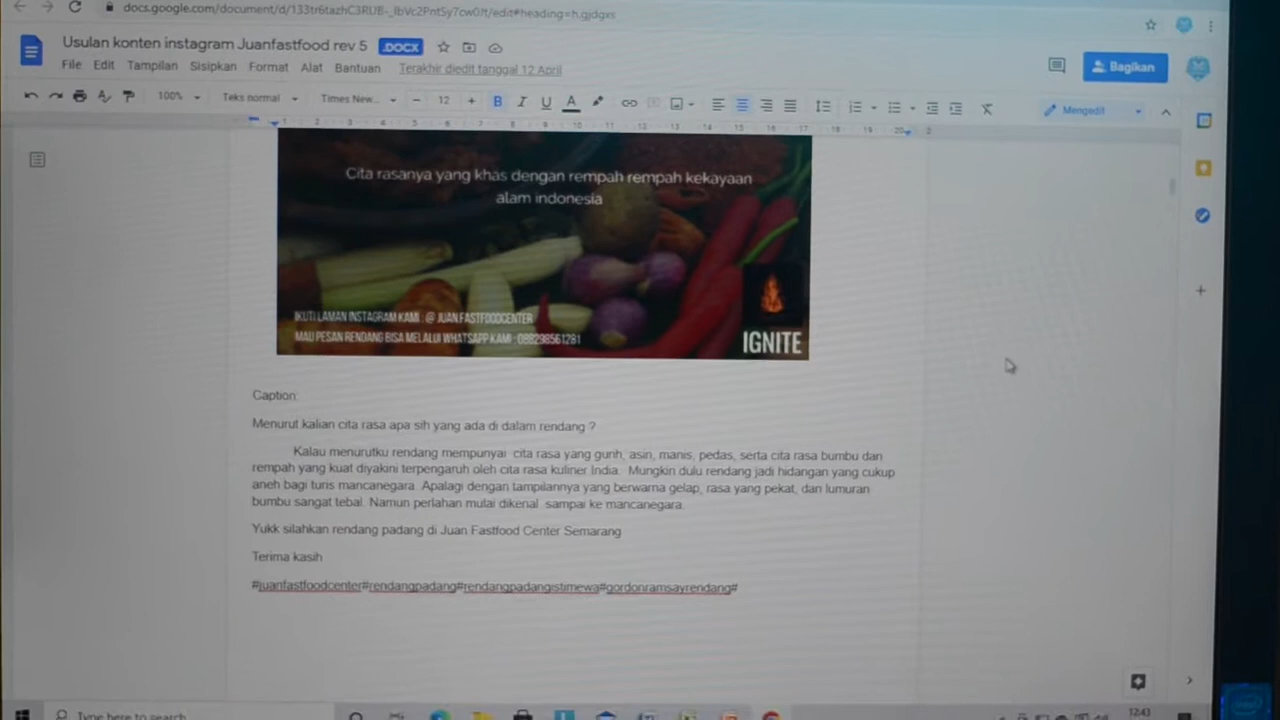 docs.google.com/document/d/133tr6tazhC3RlJB-_lbVc2PntSy7cw0Jt/edit#heading=h.gjdgxs
Usulan konten instagram Juanfastfood rev 5 .DOCX
File Edit Tampilan Sisipkan Format Alat Bantuan Terakhir diedit tanggal 12 April
Bagikan
100% Teks normal Times New... 12 B I U A Mengedit
Cita rasanya yang khas dengan rempah rempah kekayaan
alam indonesia
IKUTI LAMAN INSTAGRAM KAMI : @ JUAN.FASTFOODCENTER
MAU PESAN RENDANG BISA MELALUI WHATSAPP KAMI : 088298561281
IGNITE
Caption:
Menurut kalian cita rasa apa sih yang ada di dalam rendang ?
Kalau menurutku rendang mempunyai cita rasa yang gurih, asin, manis, pedas, serta cita rasa bumbu dan
rempah yang kuat diyakini terpengaruh oleh cita rasa kuliner India. Mungkin dulu rendang jadi hidangan yang cukup
aneh bagi turis mancanegara. Apalagi dengan tampilannya yang berwarna gelap, rasa yang pekat, dan lumuran
bumbu sangat tebal. Namun perlahan mulai dikenal sampai ke mancanegara.
Yukk silahkan rendang padang di Juan Fastfood Center Semarang
Terima kasih
#juanfastfoodcenter#rendangpadang#rendangpadangistimewa#gordonramsayrendang#
Type here to search
12:43